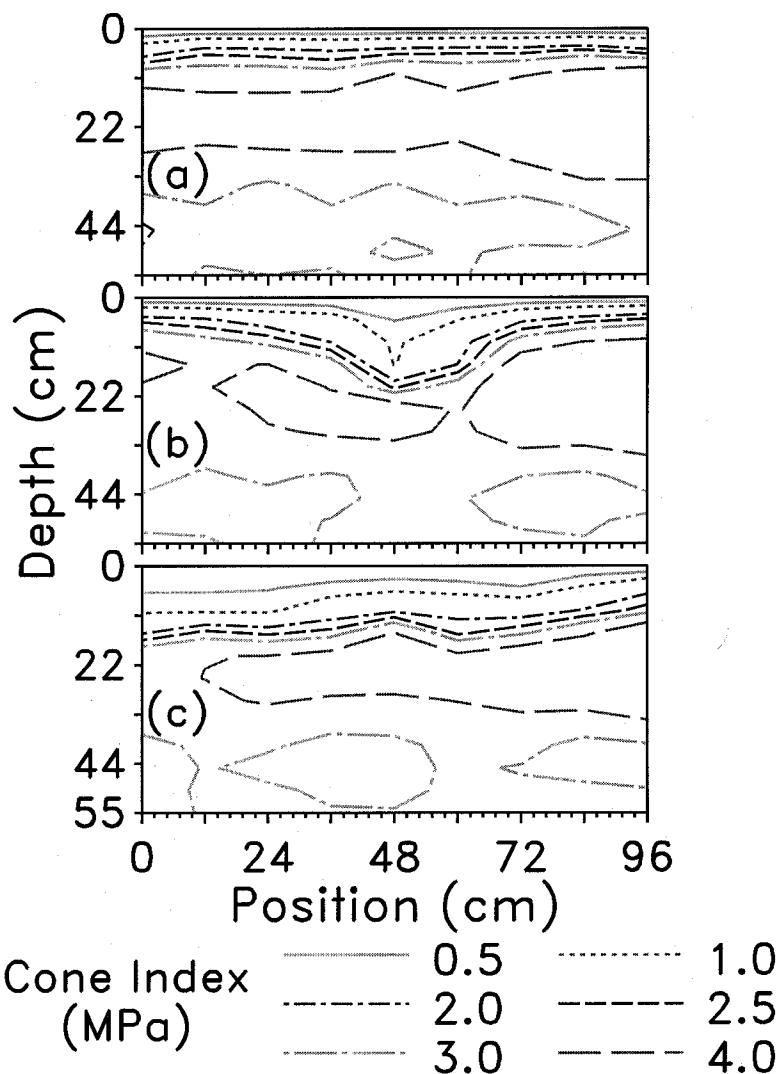 0
22
(a)
44
0
22
(b)
44
0
22
(c)
44
55
Depth (cm)
0 24 48 72 96
Position (cm)
Cone Index
(MPa)
0.5 1.0
2.0 2.5
3.0 4.0